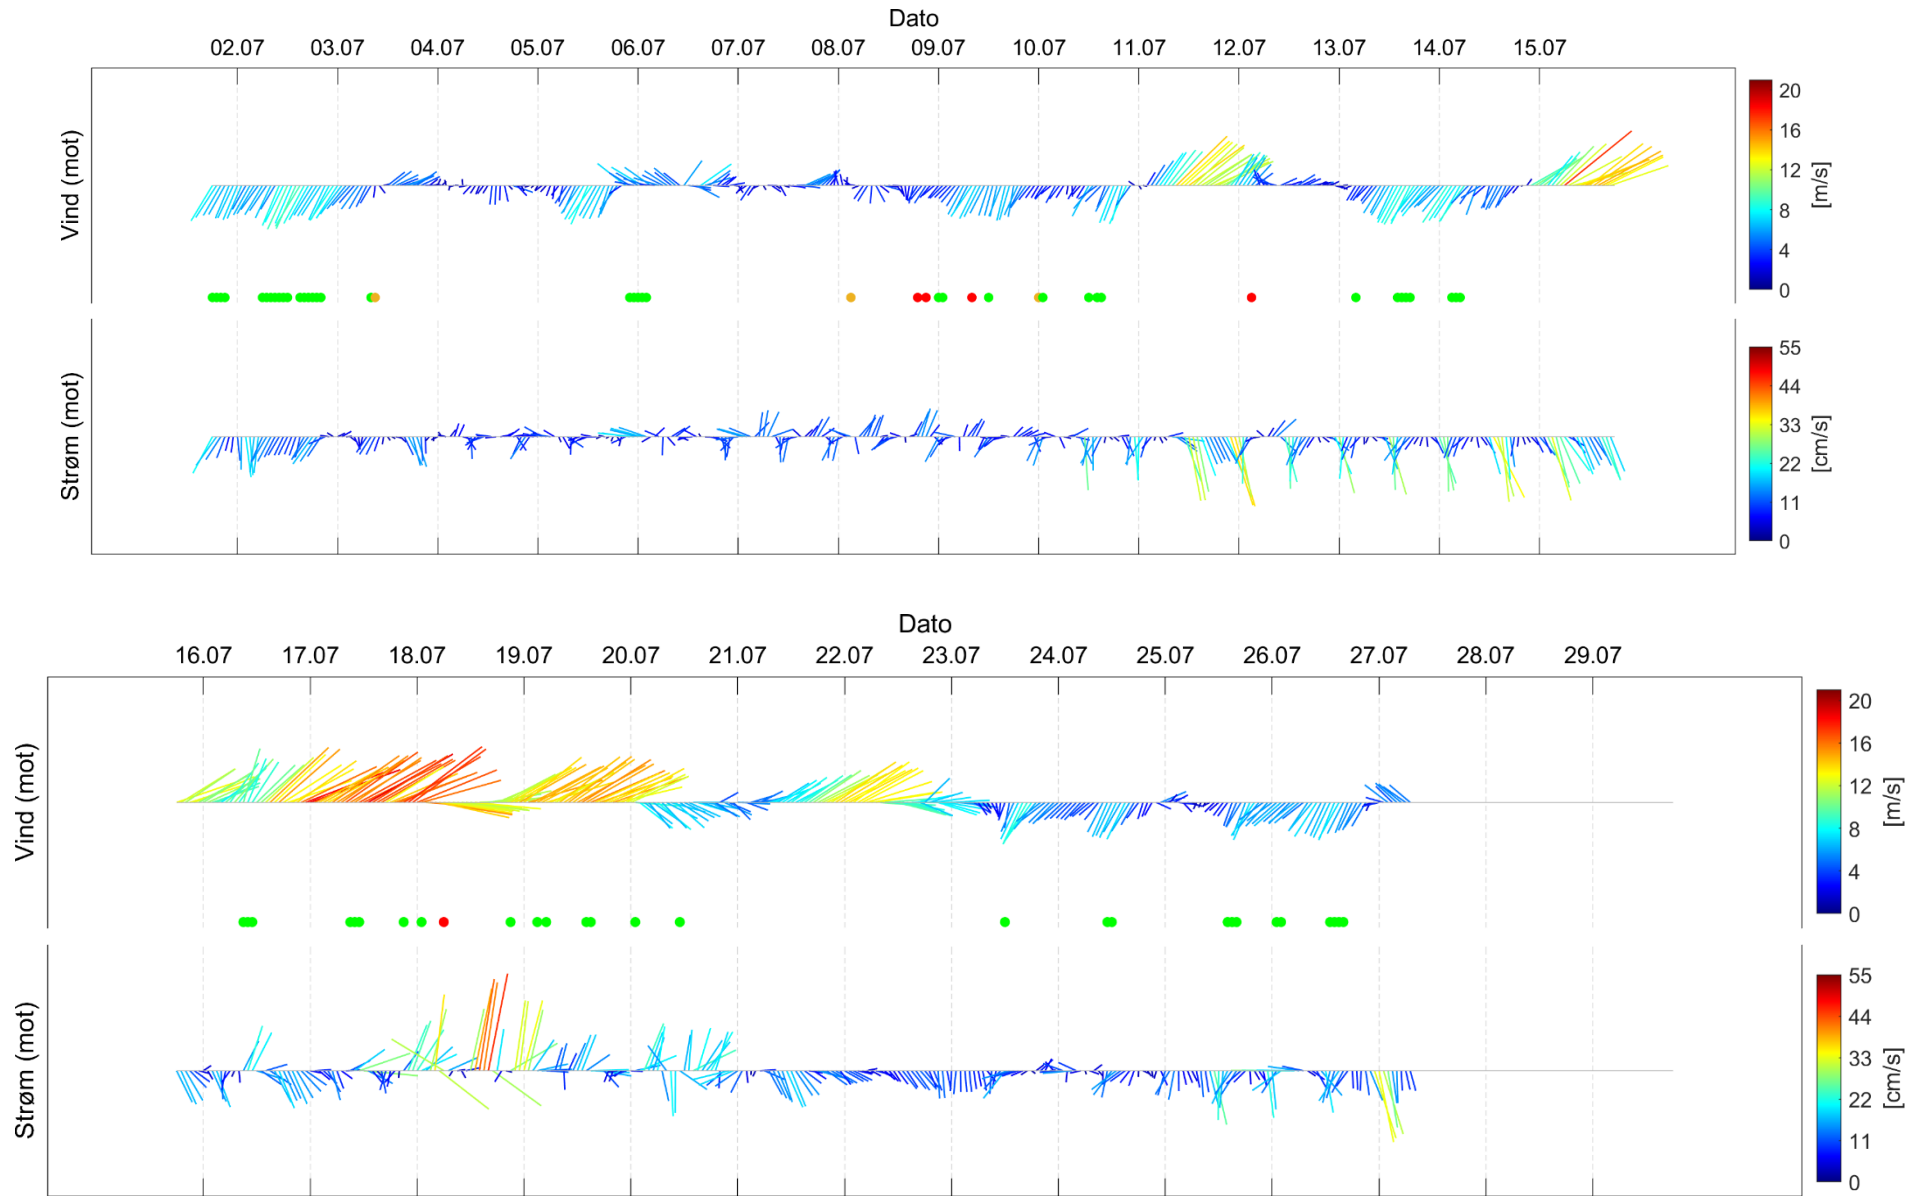 Dato
02.07 03.07 04.07 05.07 06.07 07.07 08.07 09.07 10.07 11.07 12.07 13.07 14.07 15.07
Vind (mot)
20
16
12
8
4
0
[m/s]
Strøm (mot)
55
44
33
22
11
0
[cm/s]
Dato
16.07 17.07 18.07 19.07 20.07 21.07 22.07 23.07 24.07 25.07 26.07 27.07 28.07 29.07
Vind (mot)
20
16
12
8
4
0
[m/s]
Strøm (mot)
55
44
33
22
11
0
[cm/s]